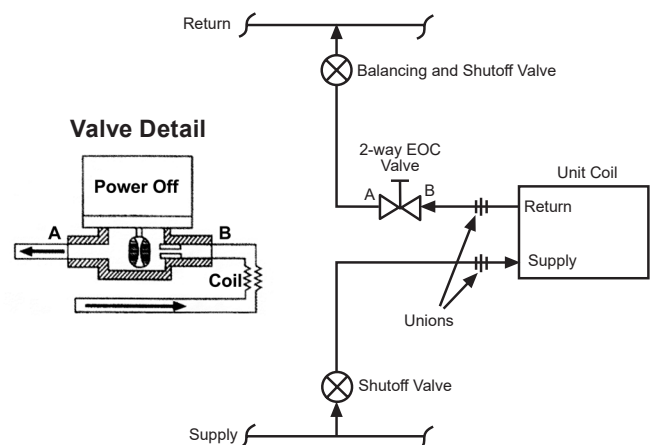 Return
Balancing and Shutoff Valve
Valve Detail
2-way EOC
Valve
Power Off
A
B
Unit Coil
Return
A
B
Coil
Supply
Unions
Shutoff Valve
Supply